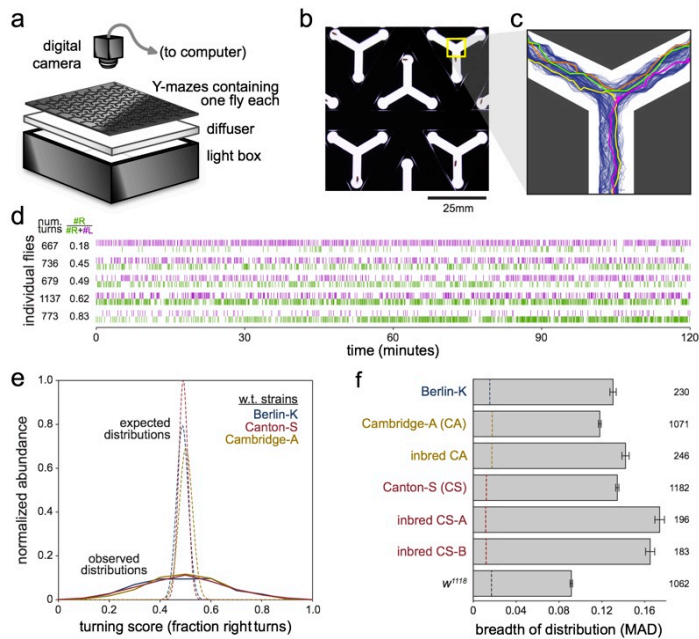 a
digital
camera
(to computer)
Y-mazes containing
one fly each
diffuser
light box
b
25mm
c
d
num.
turns
#R
#R+#L
individual flies
667 0.18
736 0.45
679 0.49
1137 0.62
773 0.83
0 30 60 90 120
time (minutes)
e
normalized abundance
1.0
0.8
0.6
0.4
0.2
0
expected
distributions
w.t. strains
Berlin-K
Canton-S
Cambridge-A
observed
distributions
0 0.2 0.4 0.6 0.8 1.0
turning score (fraction right turns)
f
Berlin-K 230
Cambridge-A (CA) 1071
inbred CA 246
Canton-S (CS) 1182
inbred CS-A 196
inbred CS-B 183
w1118 1062
0 0.04 0.08 0.12 0.16
breadth of distribution (MAD)